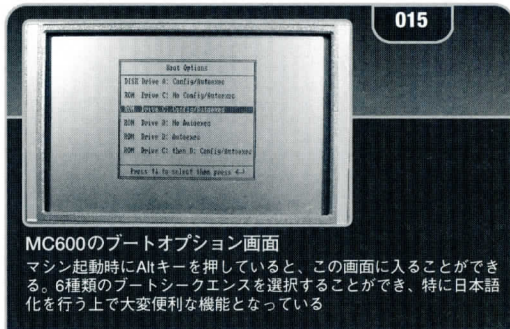 015
Boot Options
DISK Drive A: Config/Autoexec
ROM Drive C: No Config/Autoexec
ROM Drive C: Config/Autoexec
ROM Drive D: No Autoexec
ROM Drive D: Autoexec
ROM Drive C: then D: Config/Autoexec
Press ↑↓ to select then press ↵
MC600のブートオプション画面
マシン起動時にAltキーを押していると、この画面に入ることができ
る。6種類のブートシークエンスを選択することができ、特に日本語
化を行う上で大変便利な機能となっている